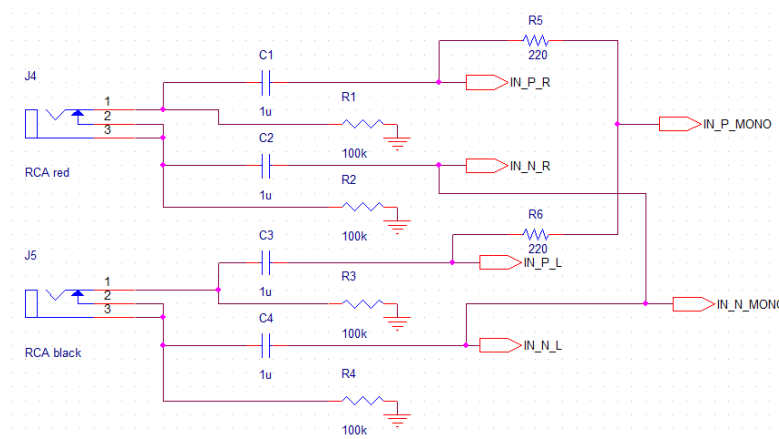 R5
220
C1
1u
IN_P_R
J4
1
2
3
RCA red
R1
100k
IN_P_MONO
C2
1u
IN_N_R
R2
100k
R6
220
J5
1
2
3
RCA black
C3
1u
IN_P_L
R3
100k
IN_N_MONO
C4
1u
IN_N_L
R4
100k